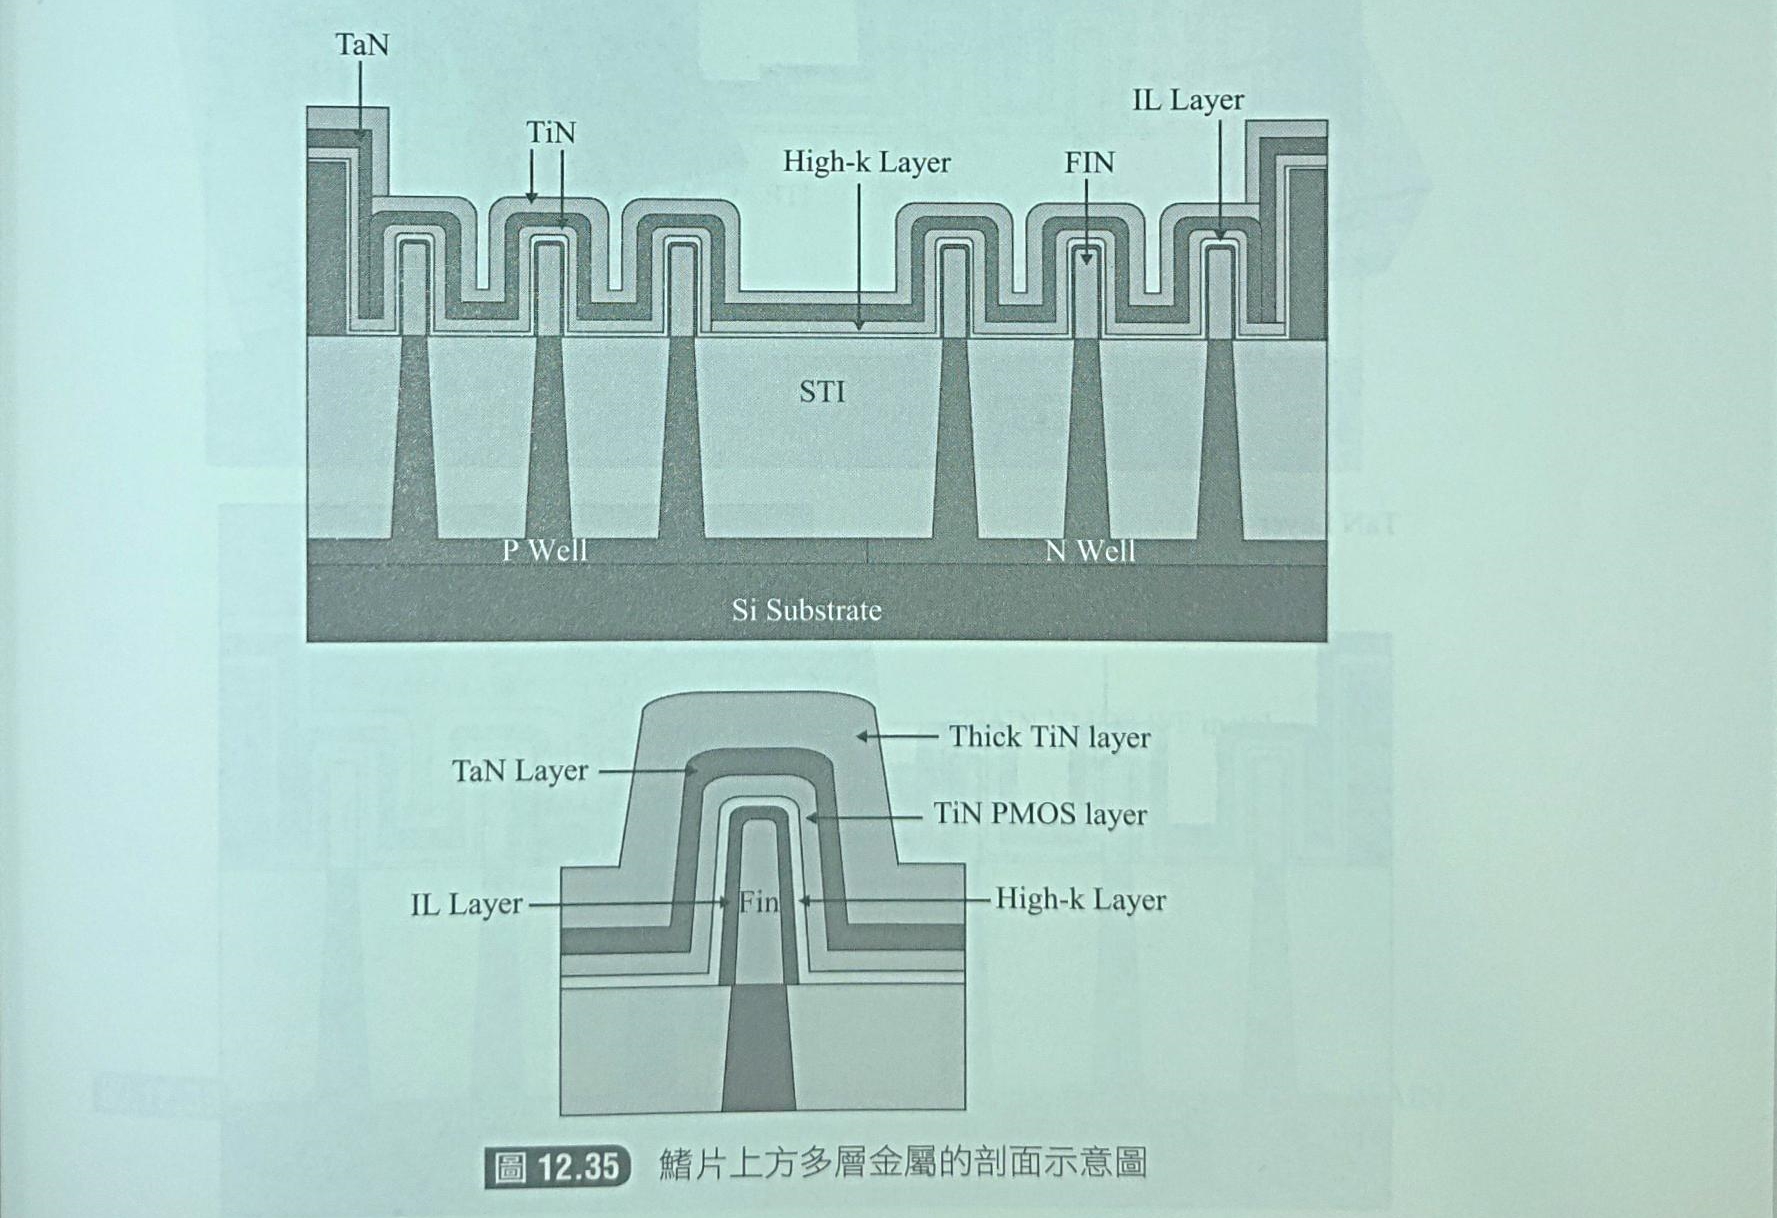 TaN
TiN
IL Layer
High-k Layer
FIN
STI
P Well
N Well
Si Substrate
Thick TiN layer
TaN Layer
TiN PMOS layer
IL Layer
Fin
High-k Layer
圖 12.35 鰭片上方多層金屬的剖面示意圖